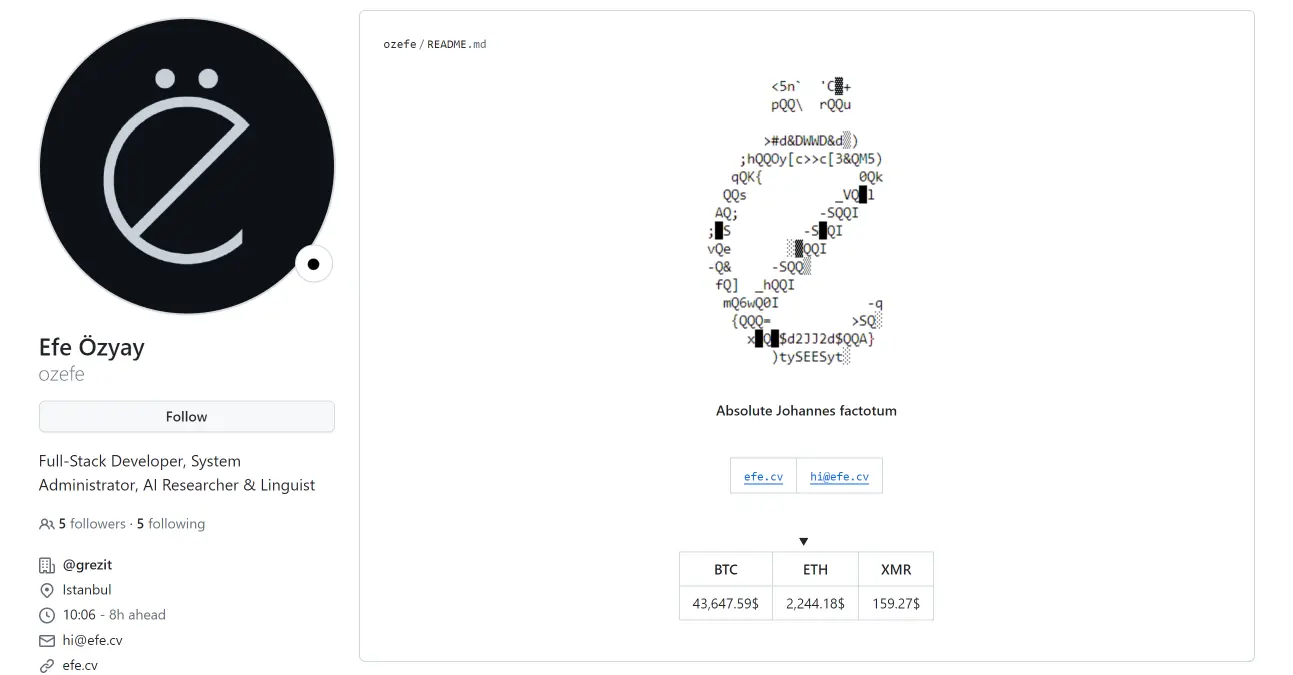 Efe Özyay
ozefe
Follow
Full-Stack Developer, System
Administrator, AI Researcher & Linguist
5 followers · 5 following
@grezit
Istanbul
10:06 - 8h ahead
hi@efe.cv
efe.cv
ozefe/README.md
<5n`  'C▓+
pQQ\  rQQu
>#d&DWWD&d▒)
;hQQOy[c>>c[3&QM5)
qQK{            0Qk
QQs           _VQ█l
AQ;          -SQQI
;█S         -S█QI
vQe       ░▓QQI
-Q&     -SQQ▒
fQ]  _hQQI
mQ6wQ0I           -q
{QQQ=          >SQ░
x█Q█$d2JJ2d$QQA}
)tySEESyt░
Absolute Johannes factotum
efe.cv hi@efe.cv
▼
BTC ETH XMR
43,647.59$ 2,244.18$ 159.27$